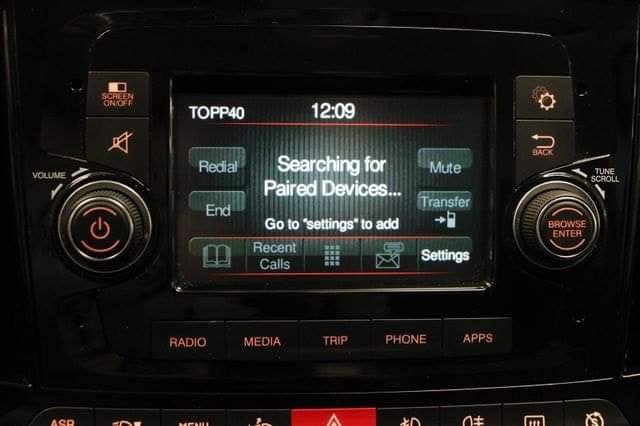 SCREEN
ON/OFF
TOPP40 12:09
BACK
VOLUME
TUNE
SCROLL
Redial
Searching for
Paired Devices...
Mute
End
Transfer
Go to "settings" to add
BROWSE
ENTER
Recent
Calls
Settings
RADIO
MEDIA
TRIP
PHONE
APPS
ASR
MENU